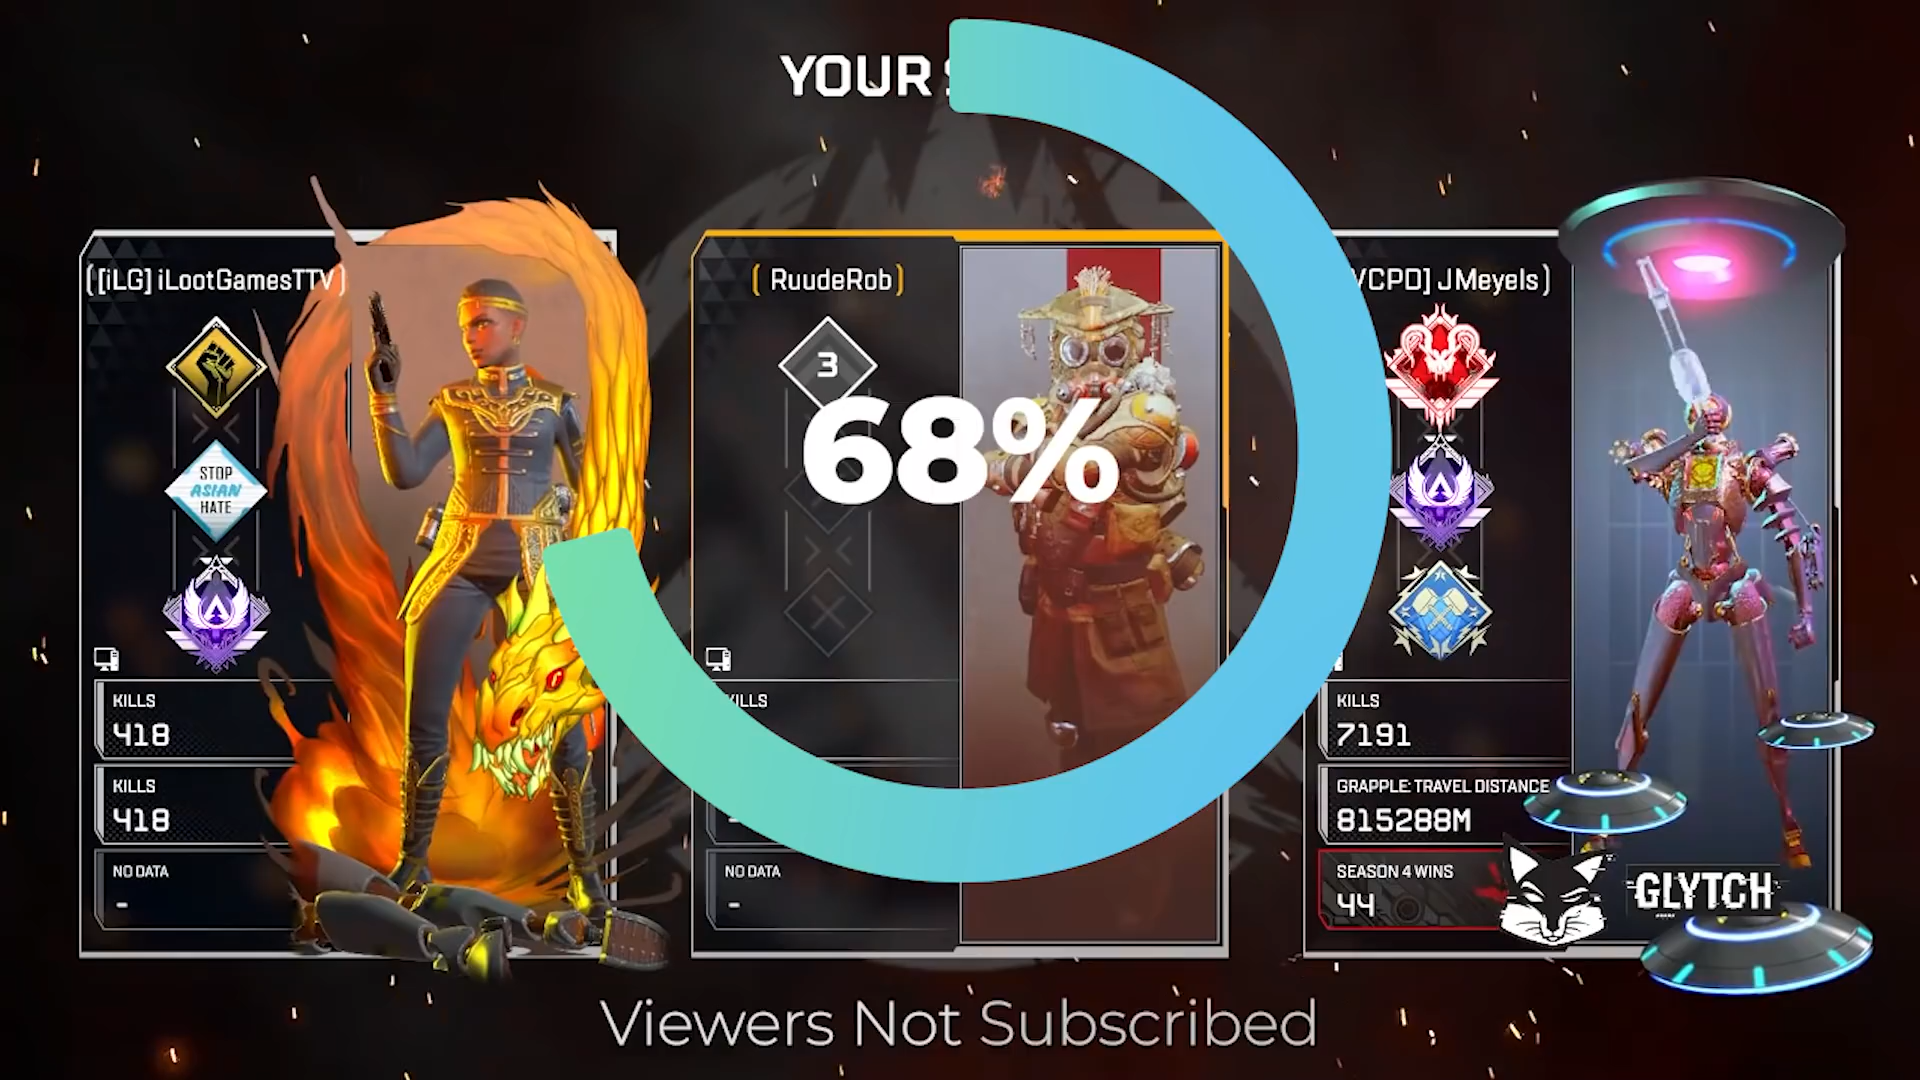 YOUR
([iLG] iLootGamesTTV)
STOP
ASIAN
HATE
KILLS
418
KILLS
418
NO DATA
-
( RuudeRob )
3
68%
NO DATA
-
VCPD] JMeyels )
KILLS
7191
GRAPPLE: TRAVEL DISTANCE
815288M
SEASON 4 WINS
44
GLYTCH
Viewers Not Subscribed